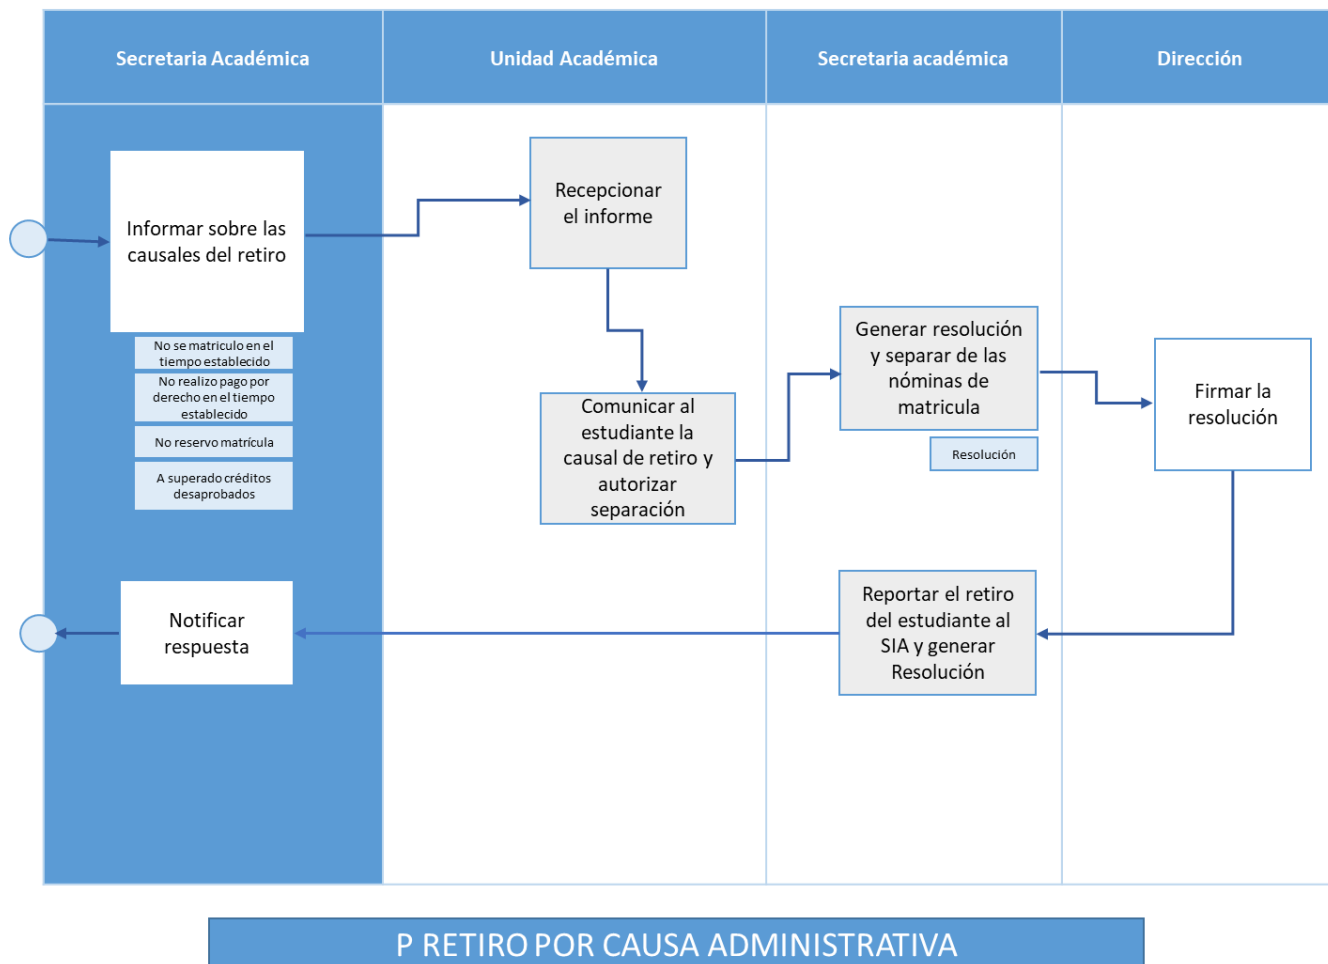 Secretaria Académica
Unidad Académica
Secretaria académica
Dirección
Informar sobre las
causales del retiro
No se matriculo en el
tiempo establecido
No realizo pago por
derecho en el tiempo
establecido
No reservo matrícula
A superado créditos
desaprobados
Recepcionar
el informe
Comunicar al
estudiante la
causal de retiro y
autorizar
separación
Generar resolución
y separar de las
nóminas de
matricula
Resolución
Firmar la
resolución
Reportar el retiro
del estudiante al
SIA y generar
Resolución
Notificar
respuesta
P RETIRO POR CAUSA ADMINISTRATIVA